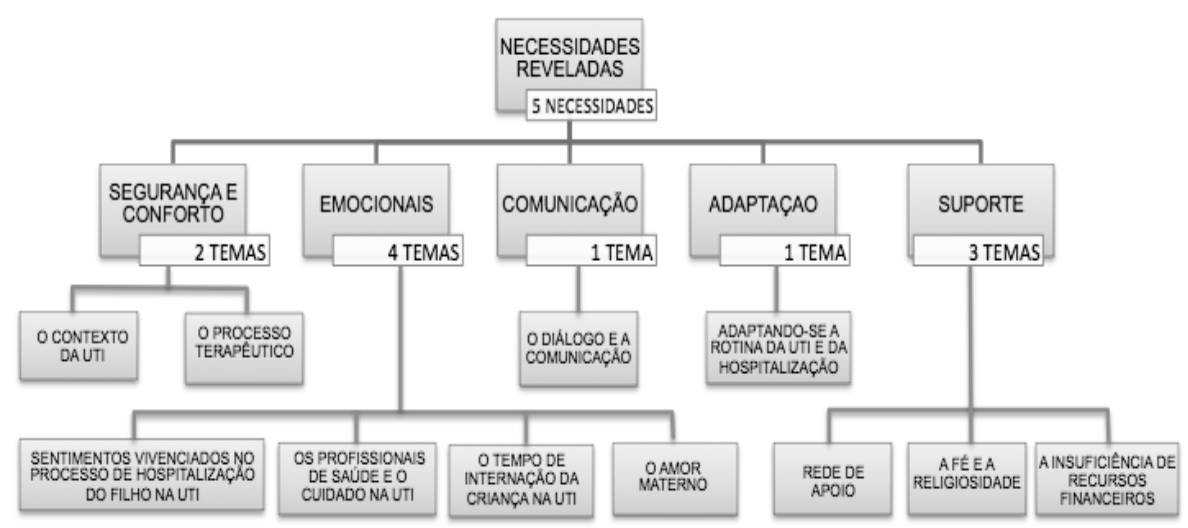 NECESSIDADES
REVELADAS
5 NECESSIDADES
SEGURANÇA E
CONFORTO
2 TEMAS
EMOCIONAIS
4 TEMAS
COMUNICAÇÃO
1 TEMA
ADAPTAÇAO
1 TEMA
SUPORTE
3 TEMAS
O CONTEXTO
DA UTI
O PROCESSO
TERAPÊUTICO
O DIÁLOGO E A
COMUNICAÇÃO
ADAPTANDO-SE A
ROTINA DA UTI E DA
HOSPITALIZAÇÃO
SENTIMENTOS VIVENCIADOS NO
PROCESSO DE HOSPITALIZAÇÃO
DO FILHO NA UTI
OS PROFISSIONAIS
DE SAÚDE E O
CUIDADO NA UTI
O TEMPO DE
INTERNAÇÃO DA
CRIANÇA NA UTI
O AMOR
MATERNO
REDE DE
APOIO
A FÉ E A
RELIGIOSIDADE
A INSUFICIÊNCIA DE
RECURSOS
FINANCEIROS